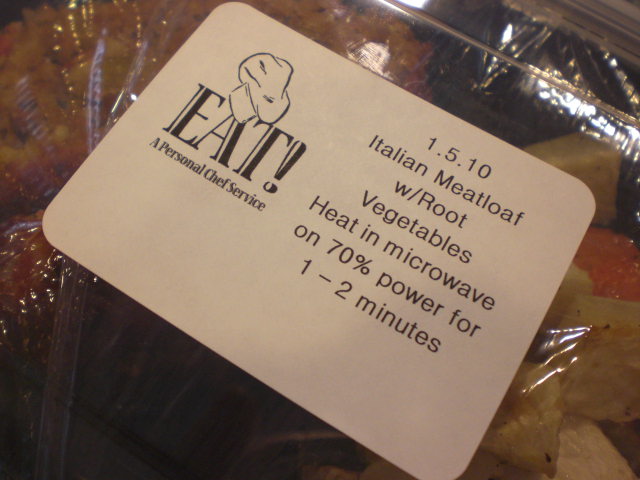 EAT!
A Personal Chef Service
1.5.10
Italian Meatloaf
w/Root
Vegetables
Heat in microwave
on 70% power for
1 – 2 minutes